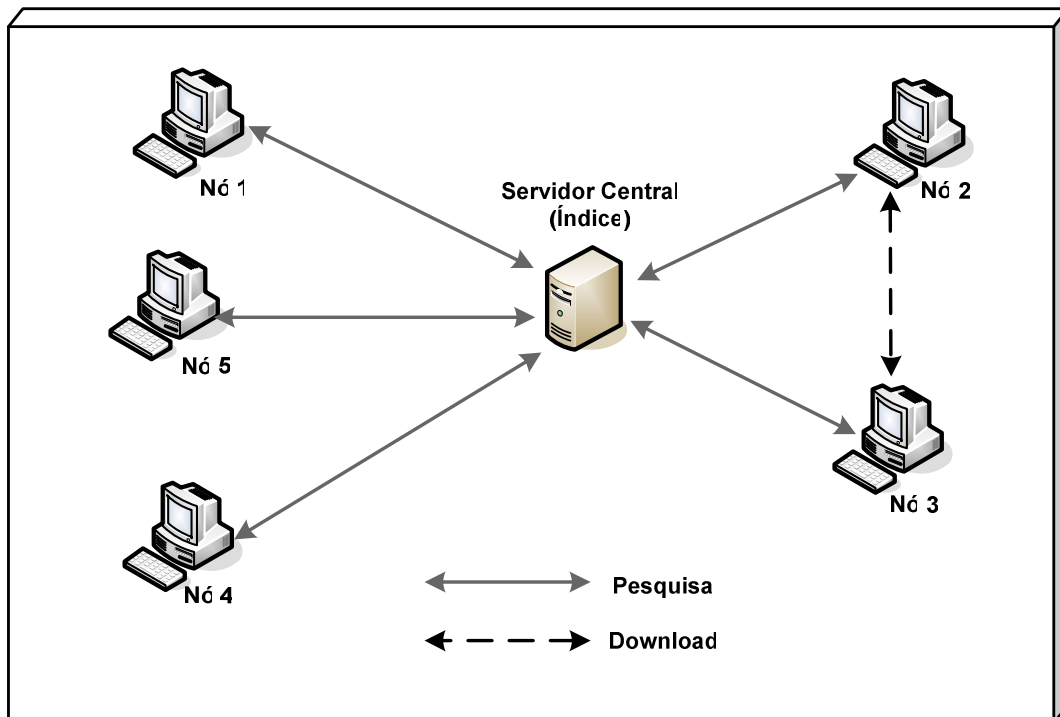 Nó 1
Servidor Central
(Índice)
Nó 2
Nó 5
Nó 3
Nó 4
Pesquisa
Download